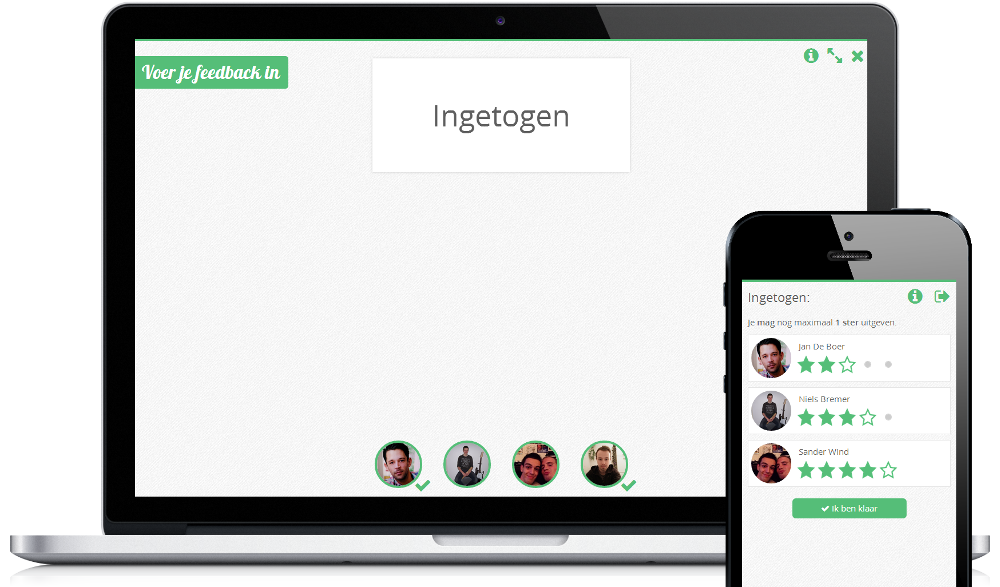 Voer je feedback in
Ingetogen
Ingetogen:
Je mag nog maximaal 1 ster uitgeven.
Jan De Boer
Niels Bremer
Sander Wind
Ik ben klaar